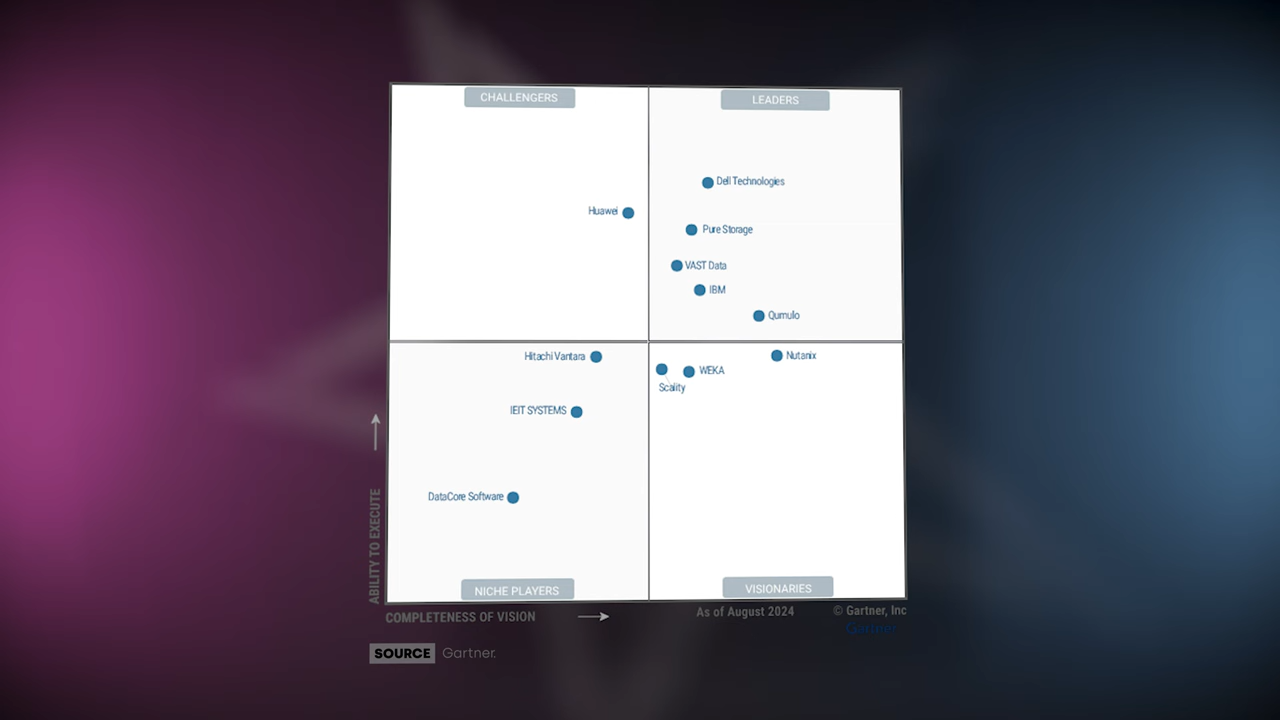 CHALLENGERS
LEADERS
Dell Technologies
Huawei
Pure Storage
VAST Data
IBM
Qumulo
Hitachi Vantara
Nutanix
WEKA
Scality
IEIT SYSTEMS
DataCore Software
ABILITY TO EXECUTE
NICHE PLAYERS
VISIONARIES
COMPLETENESS OF VISION
As of August 2024
© Gartner, Inc
Gartner
SOURCE Gartner.